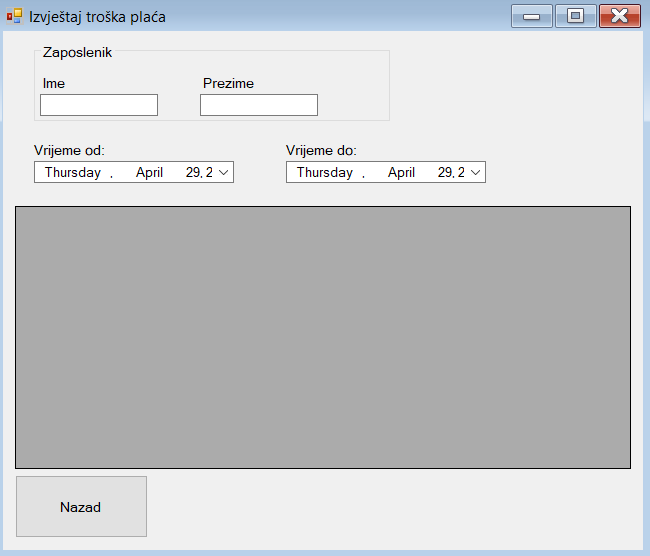 Izvještaj troška plaća
Zaposlenik
Ime Prezime
Vrijeme od: Vrijeme do:
Thursday , April 29, 2 Thursday , April 29, 2
Nazad